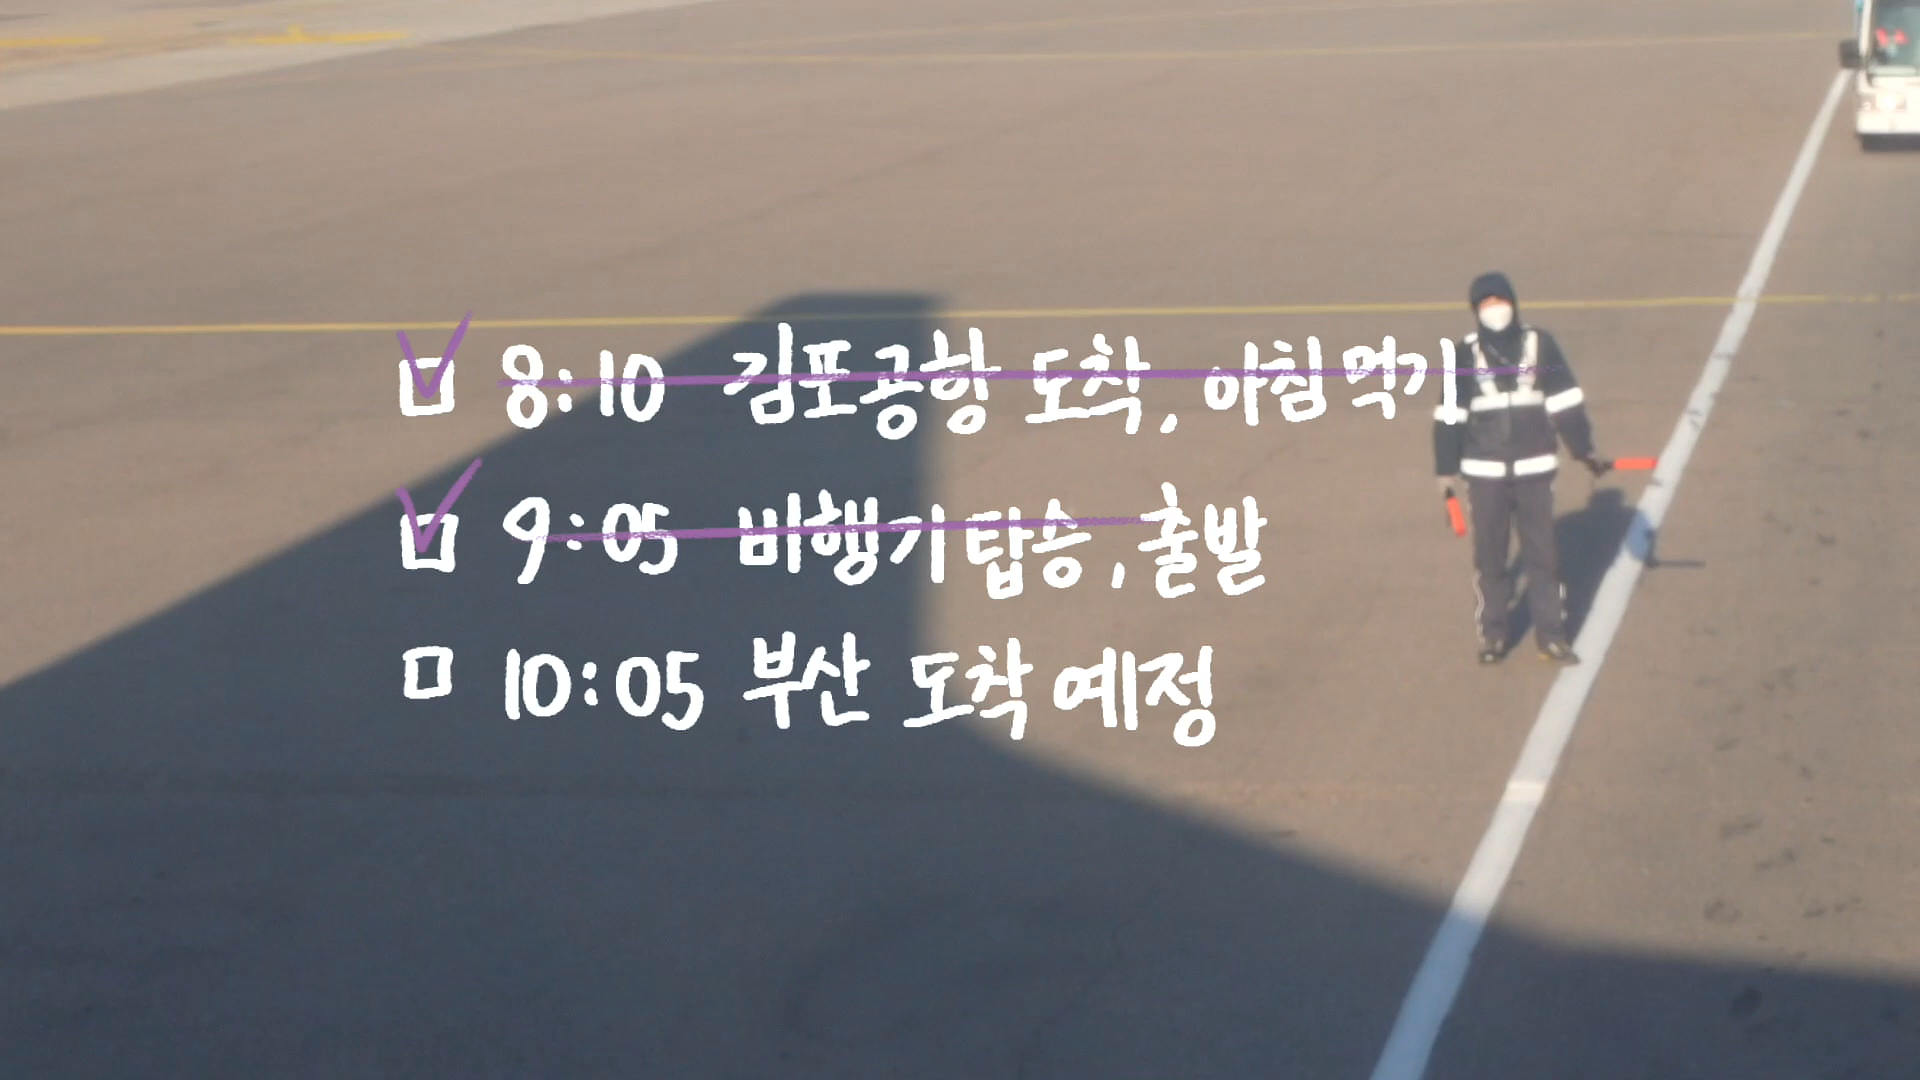 8:10 김포공항 도착, 아침먹기
9:05 비행기 탑승, 출발
10:05 부산 도착 예정